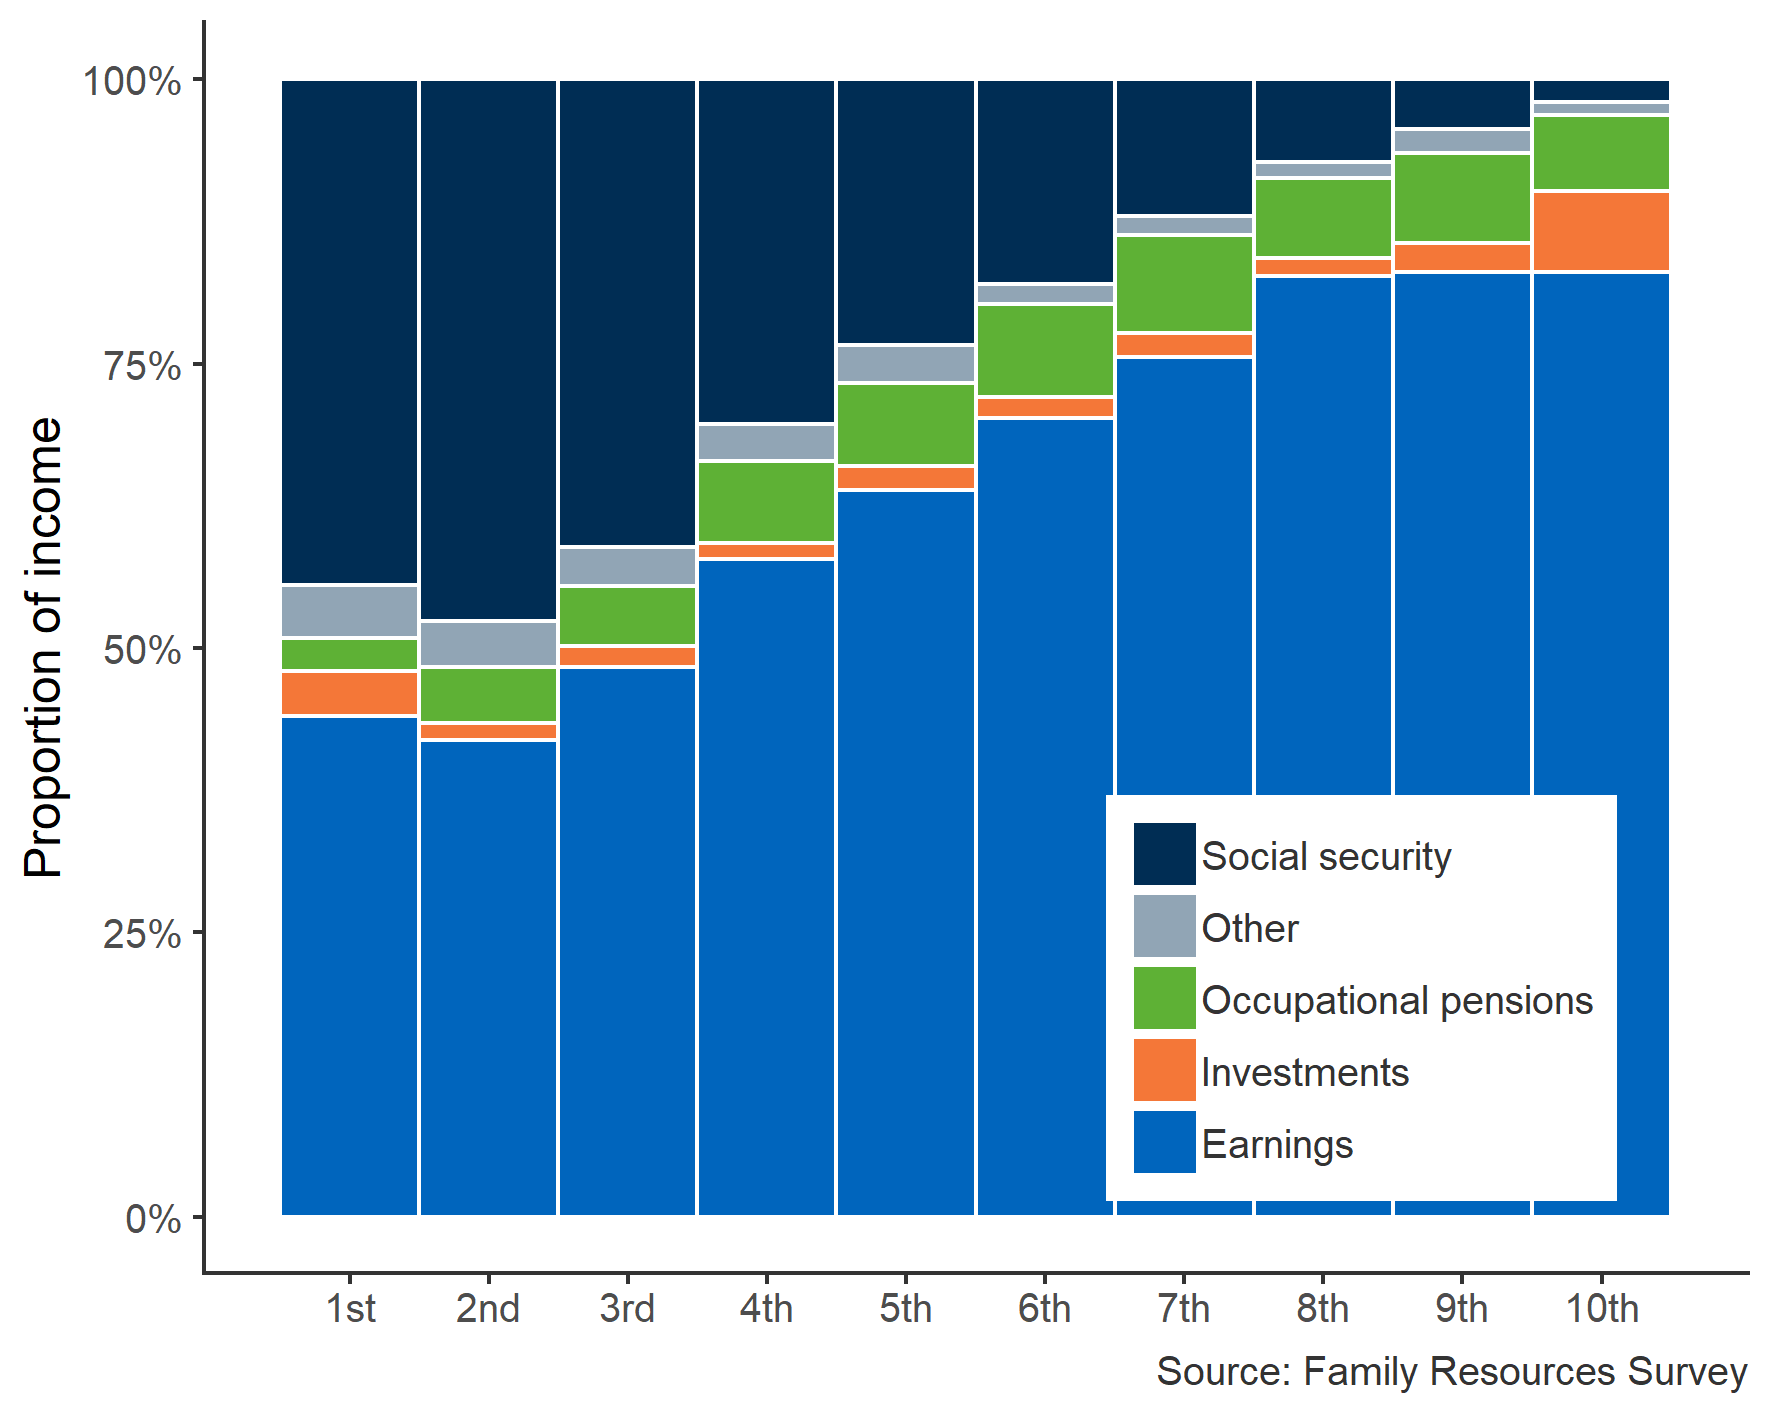 Proportion of income
100%
75%
50%
25%
0%
Social security
Other
Occupational pensions
Investments
Earnings
1st 2nd 3rd 4th 5th 6th 7th 8th 9th 10th
Source: Family Resources Survey